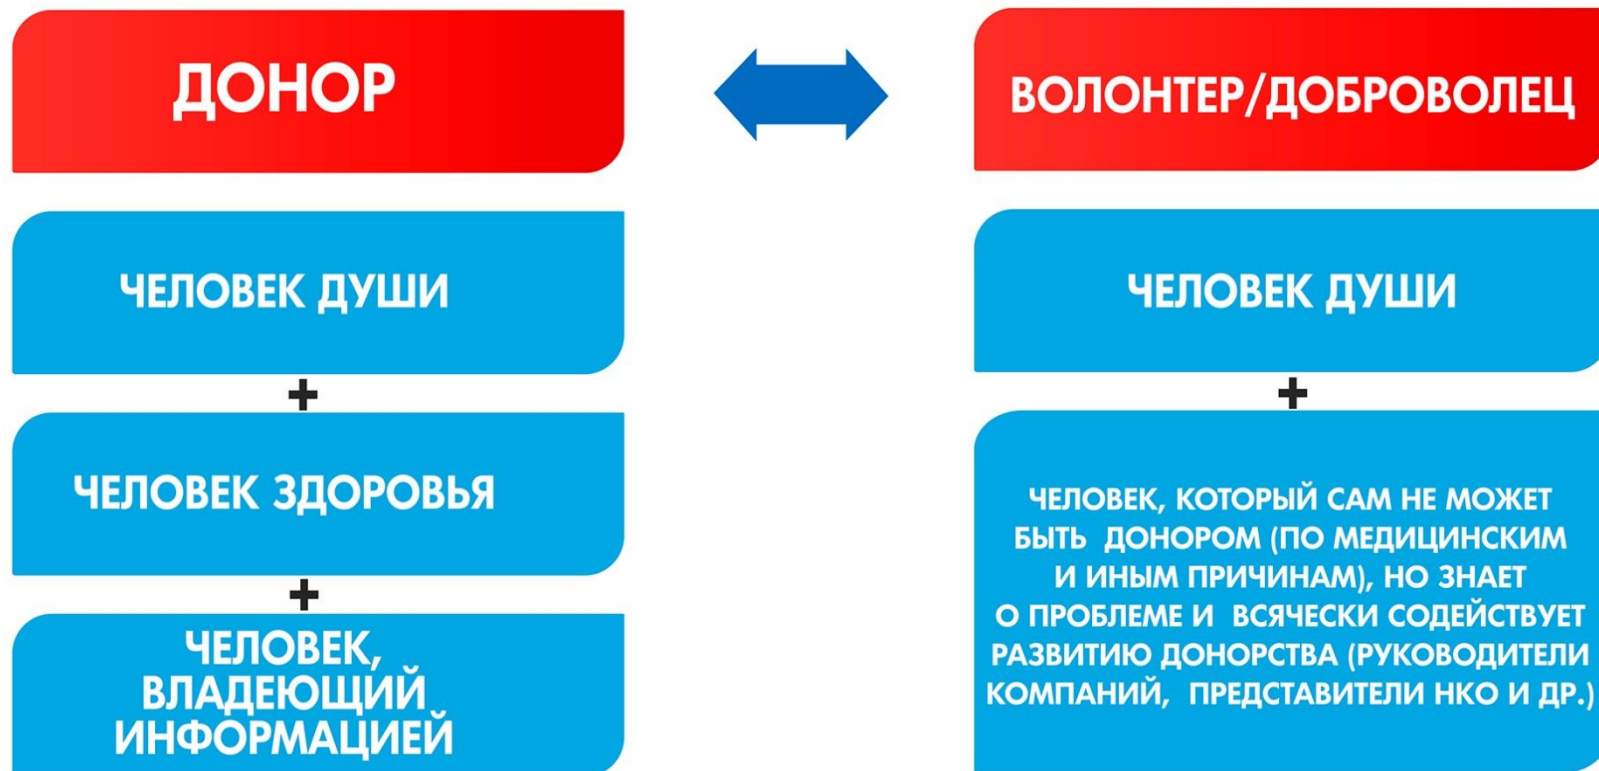 ДОНОР
ВОЛОНТЕР/ДОБРОВОЛЕЦ
ЧЕЛОВЕК ДУШИ
+
ЧЕЛОВЕК ЗДОРОВЬЯ
+
ЧЕЛОВЕК,
ВЛАДЕЮЩИЙ
ИНФОРМАЦИЕЙ
ЧЕЛОВЕК ДУШИ
+
ЧЕЛОВЕК, КОТОРЫЙ САМ НЕ МОЖЕТ
БЫТЬ ДОНОРОМ (ПО МЕДИЦИНСКИМ
И ИНЫМ ПРИЧИНАМ), НО ЗНАЕТ
О ПРОБЛЕМЕ И ВСЯЧЕСКИ СОДЕЙСТВУЕТ
РАЗВИТИЮ ДОНОРСТВА (РУКОВОДИТЕЛИ
КОМПАНИЙ, ПРЕДСТАВИТЕЛИ НКО И ДР.)